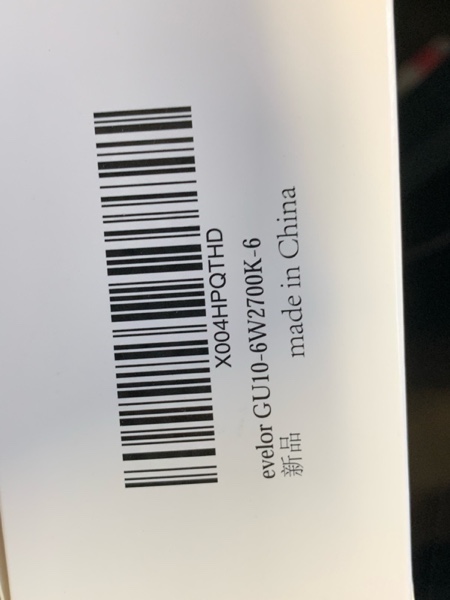 X004HPQTHD
evelor GU10-6W2700K-6
新品 made in China